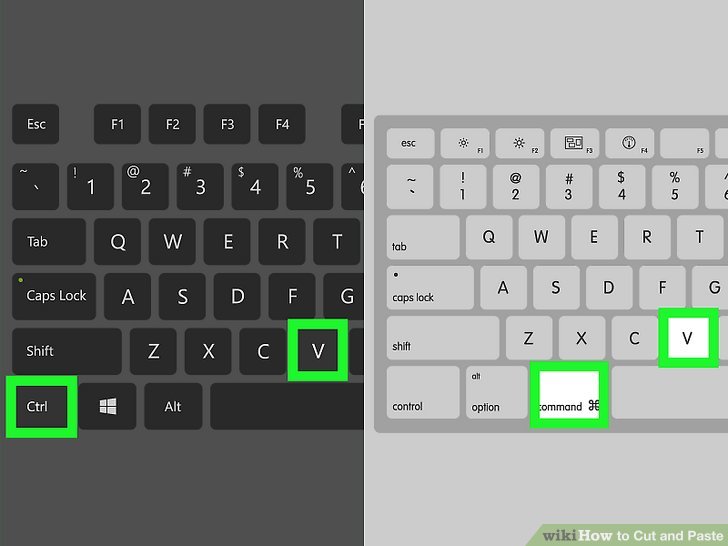 Esc F1 F2 F3 F4 F
~ ` ! 1 @ 2 # 3 $ 4 % 5 ^ 6
Tab Q W E R T
Caps Lock A S D F G
Shift Z X C V
Ctrl Alt
esc F1 F2 F3 F4 F5
~ ` ! 1 @ 2 # 3 $ 4 % 5
tab Q W E R T
caps lock A S D F G
shift Z X C V
control alt option command ⌘
wikiHow to Cut and Paste